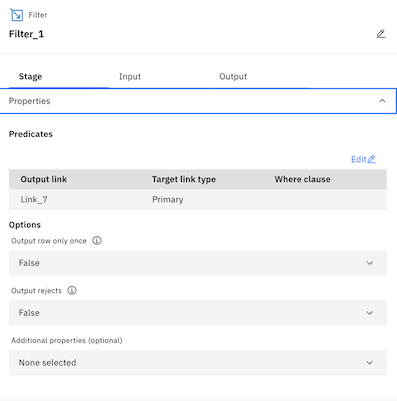 Filter
Filter_1
Stage Input Output
Properties
Predicates
Edit
Output link Target link type Where clause
Link_7 Primary
Options
Output row only once
False
Output rejects
False
Additional properties (optional)
None selected